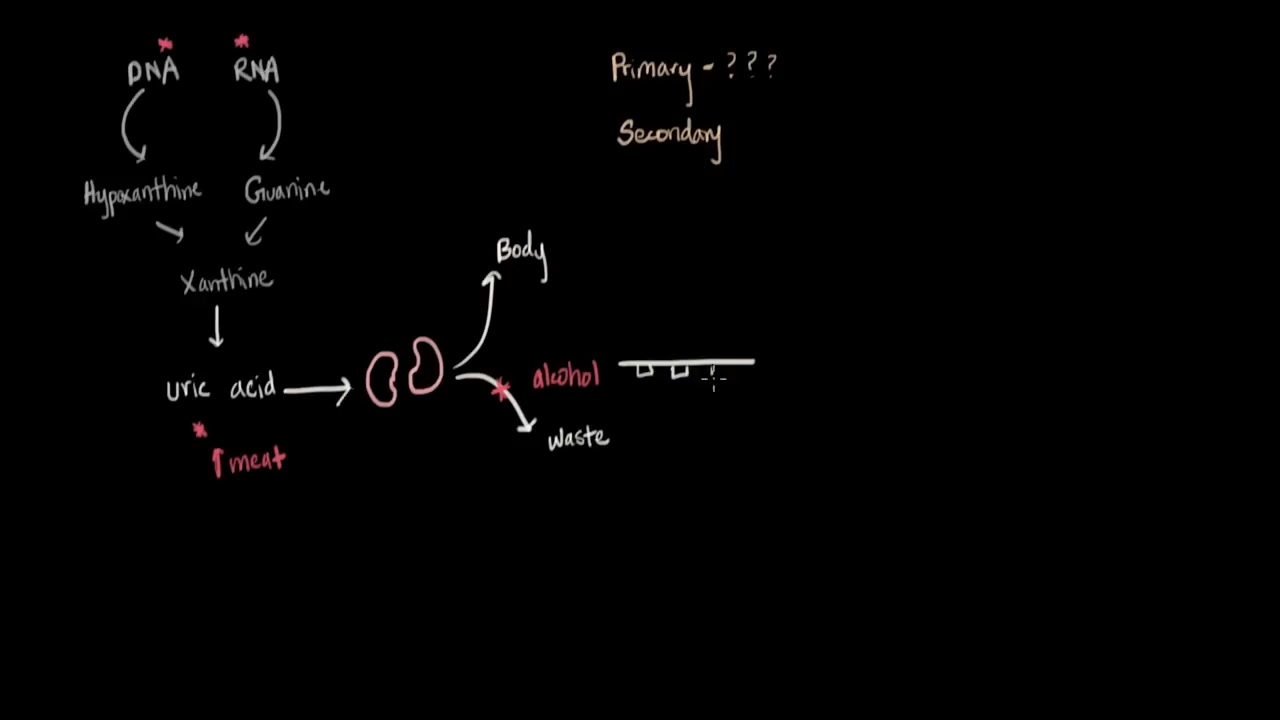 DNA RNA
Primary - ???
Secondary
Hypoxanthine Guanine
Xanthine
Body
uric acid
alcohol
waste
↑ meat